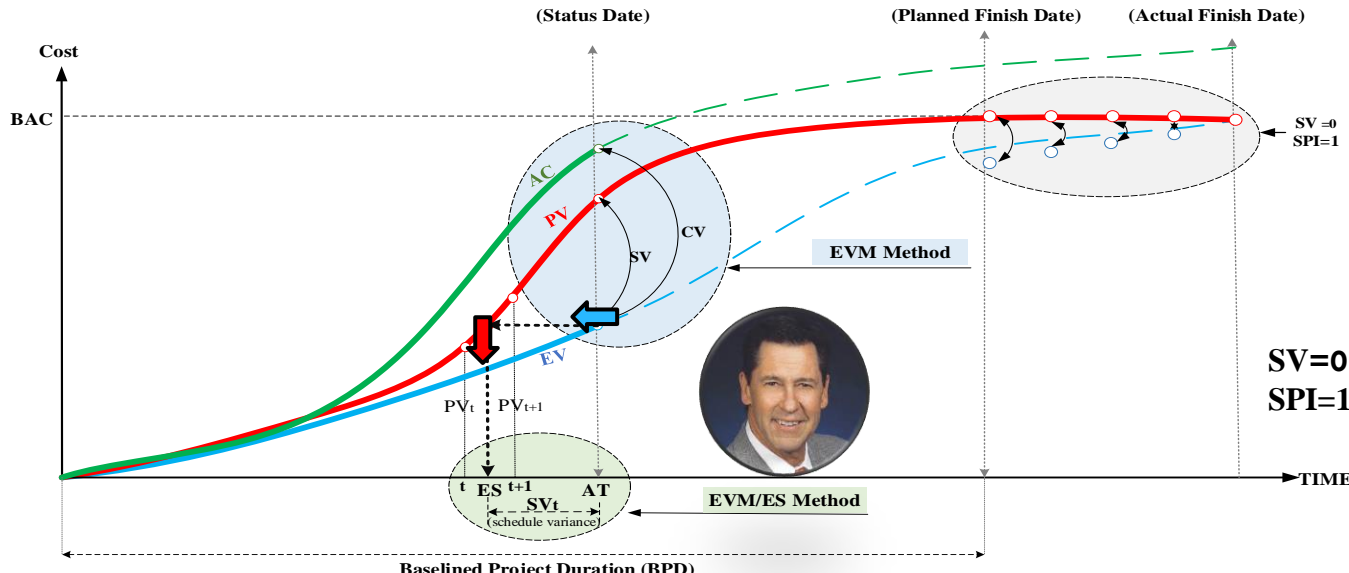 (Status Date)
(Planned Finish Date)
(Actual Finish Date)
Cost
BAC
SV =0
SPI=1
AC
PV
CV
SV
EVM Method
EV
SV=0
SPI=1
PVt
PVt+1
t
ES
t+1
AT
TIME
SVt
(schedule variance)
EVM/ES Method
Baselined Project Duration (BPD)